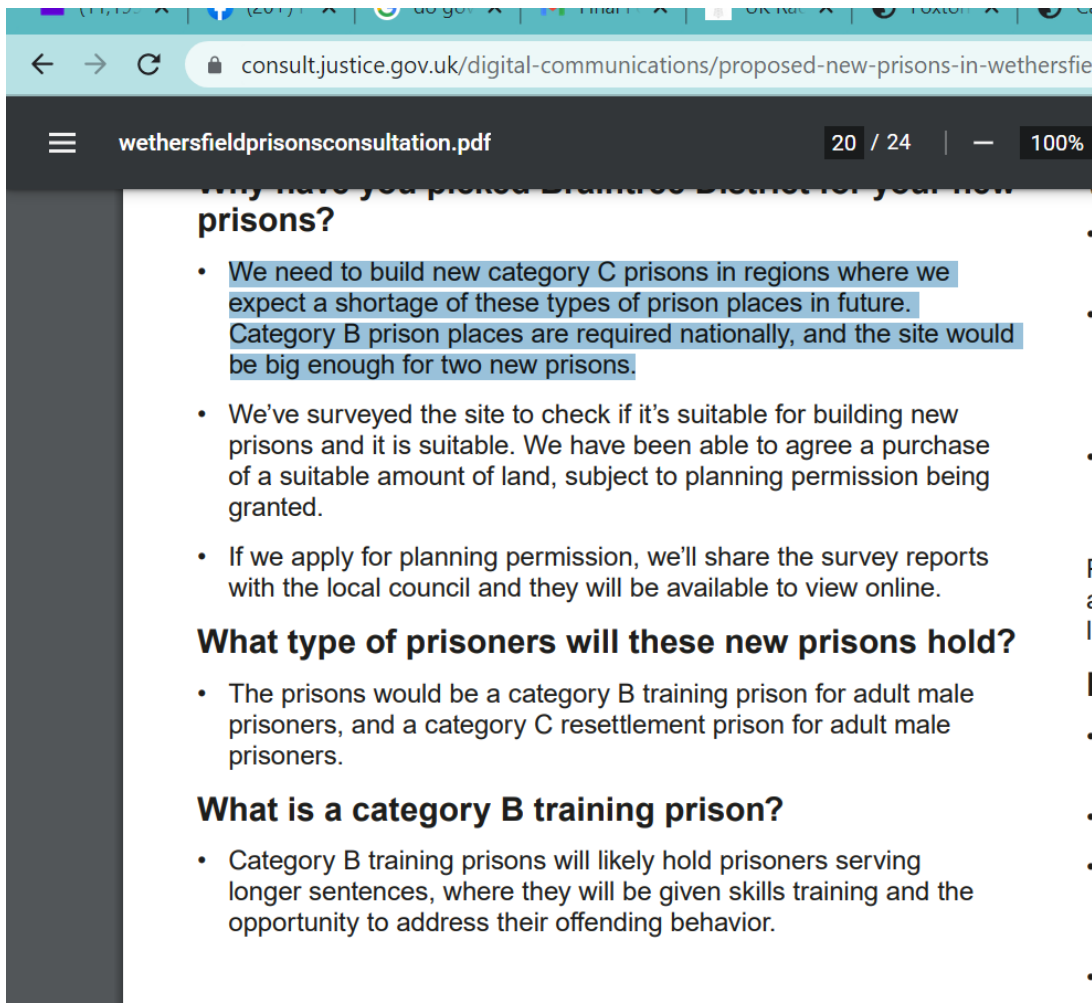 consult.justice.gov.uk/digital-communications/proposed-new-prisons-in-wethersfie
wethersfieldprisonsconsultation.pdf
20 / 24
100%
Why have you picked Braintree District for your new
prisons?
• We need to build new category C prisons in regions where we
expect a shortage of these types of prison places in future.
Category B prison places are required nationally, and the site would
be big enough for two new prisons.
• We've surveyed the site to check if it's suitable for building new
prisons and it is suitable. We have been able to agree a purchase
of a suitable amount of land, subject to planning permission being
granted.
• If we apply for planning permission, we'll share the survey reports
with the local council and they will be available to view online.
What type of prisoners will these new prisons hold?
• The prisons would be a category B training prison for adult male
prisoners, and a category C resettlement prison for adult male
prisoners.
What is a category B training prison?
• Category B training prisons will likely hold prisoners serving
longer sentences, where they will be given skills training and the
opportunity to address their offending behavior.